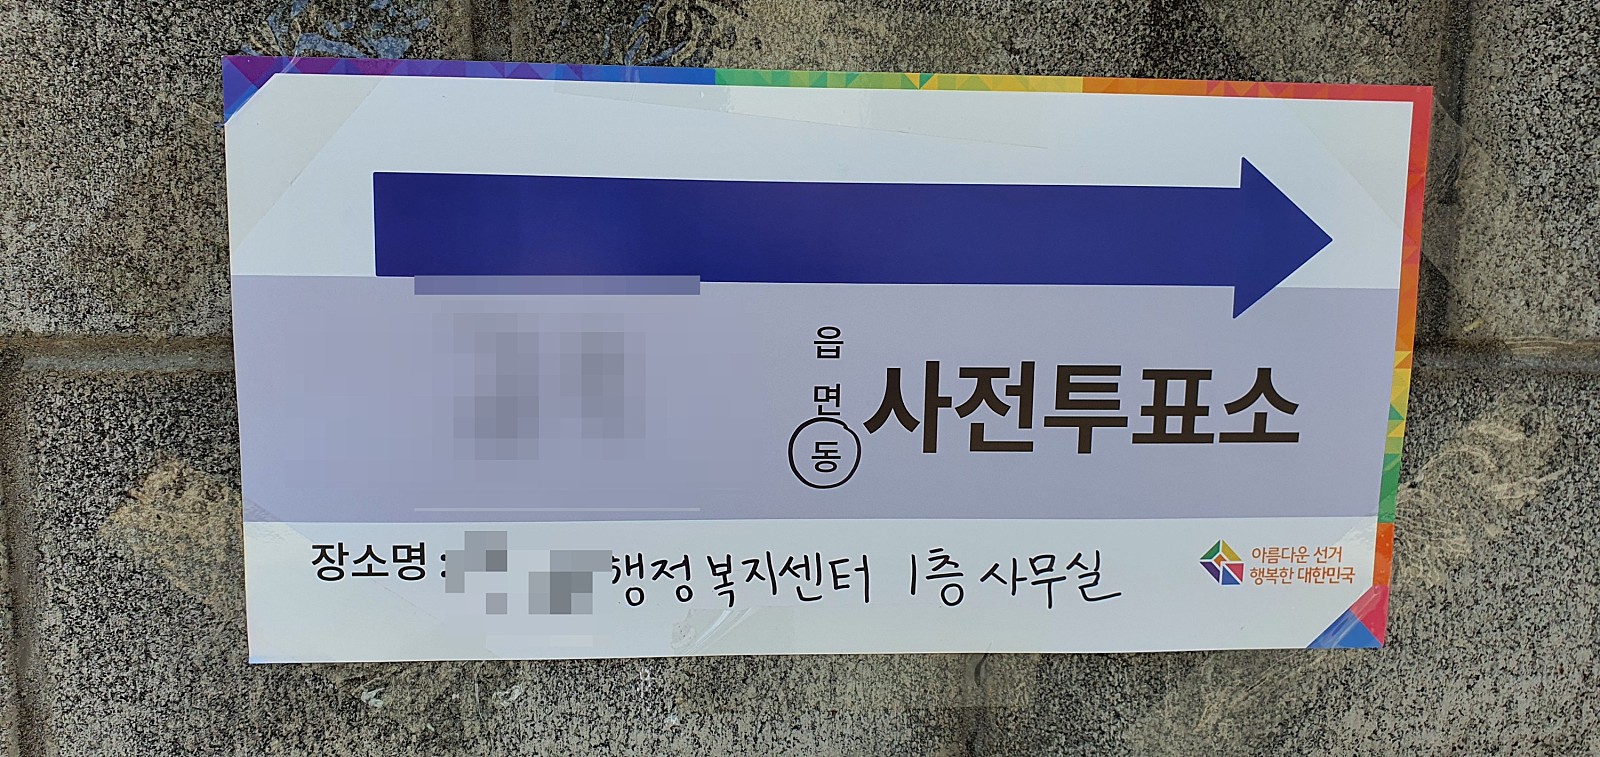 읍
면
동
사전투표소
장소명 : 행정복지센터 1층 사무실
아름다운 선거
행복한 대한민국